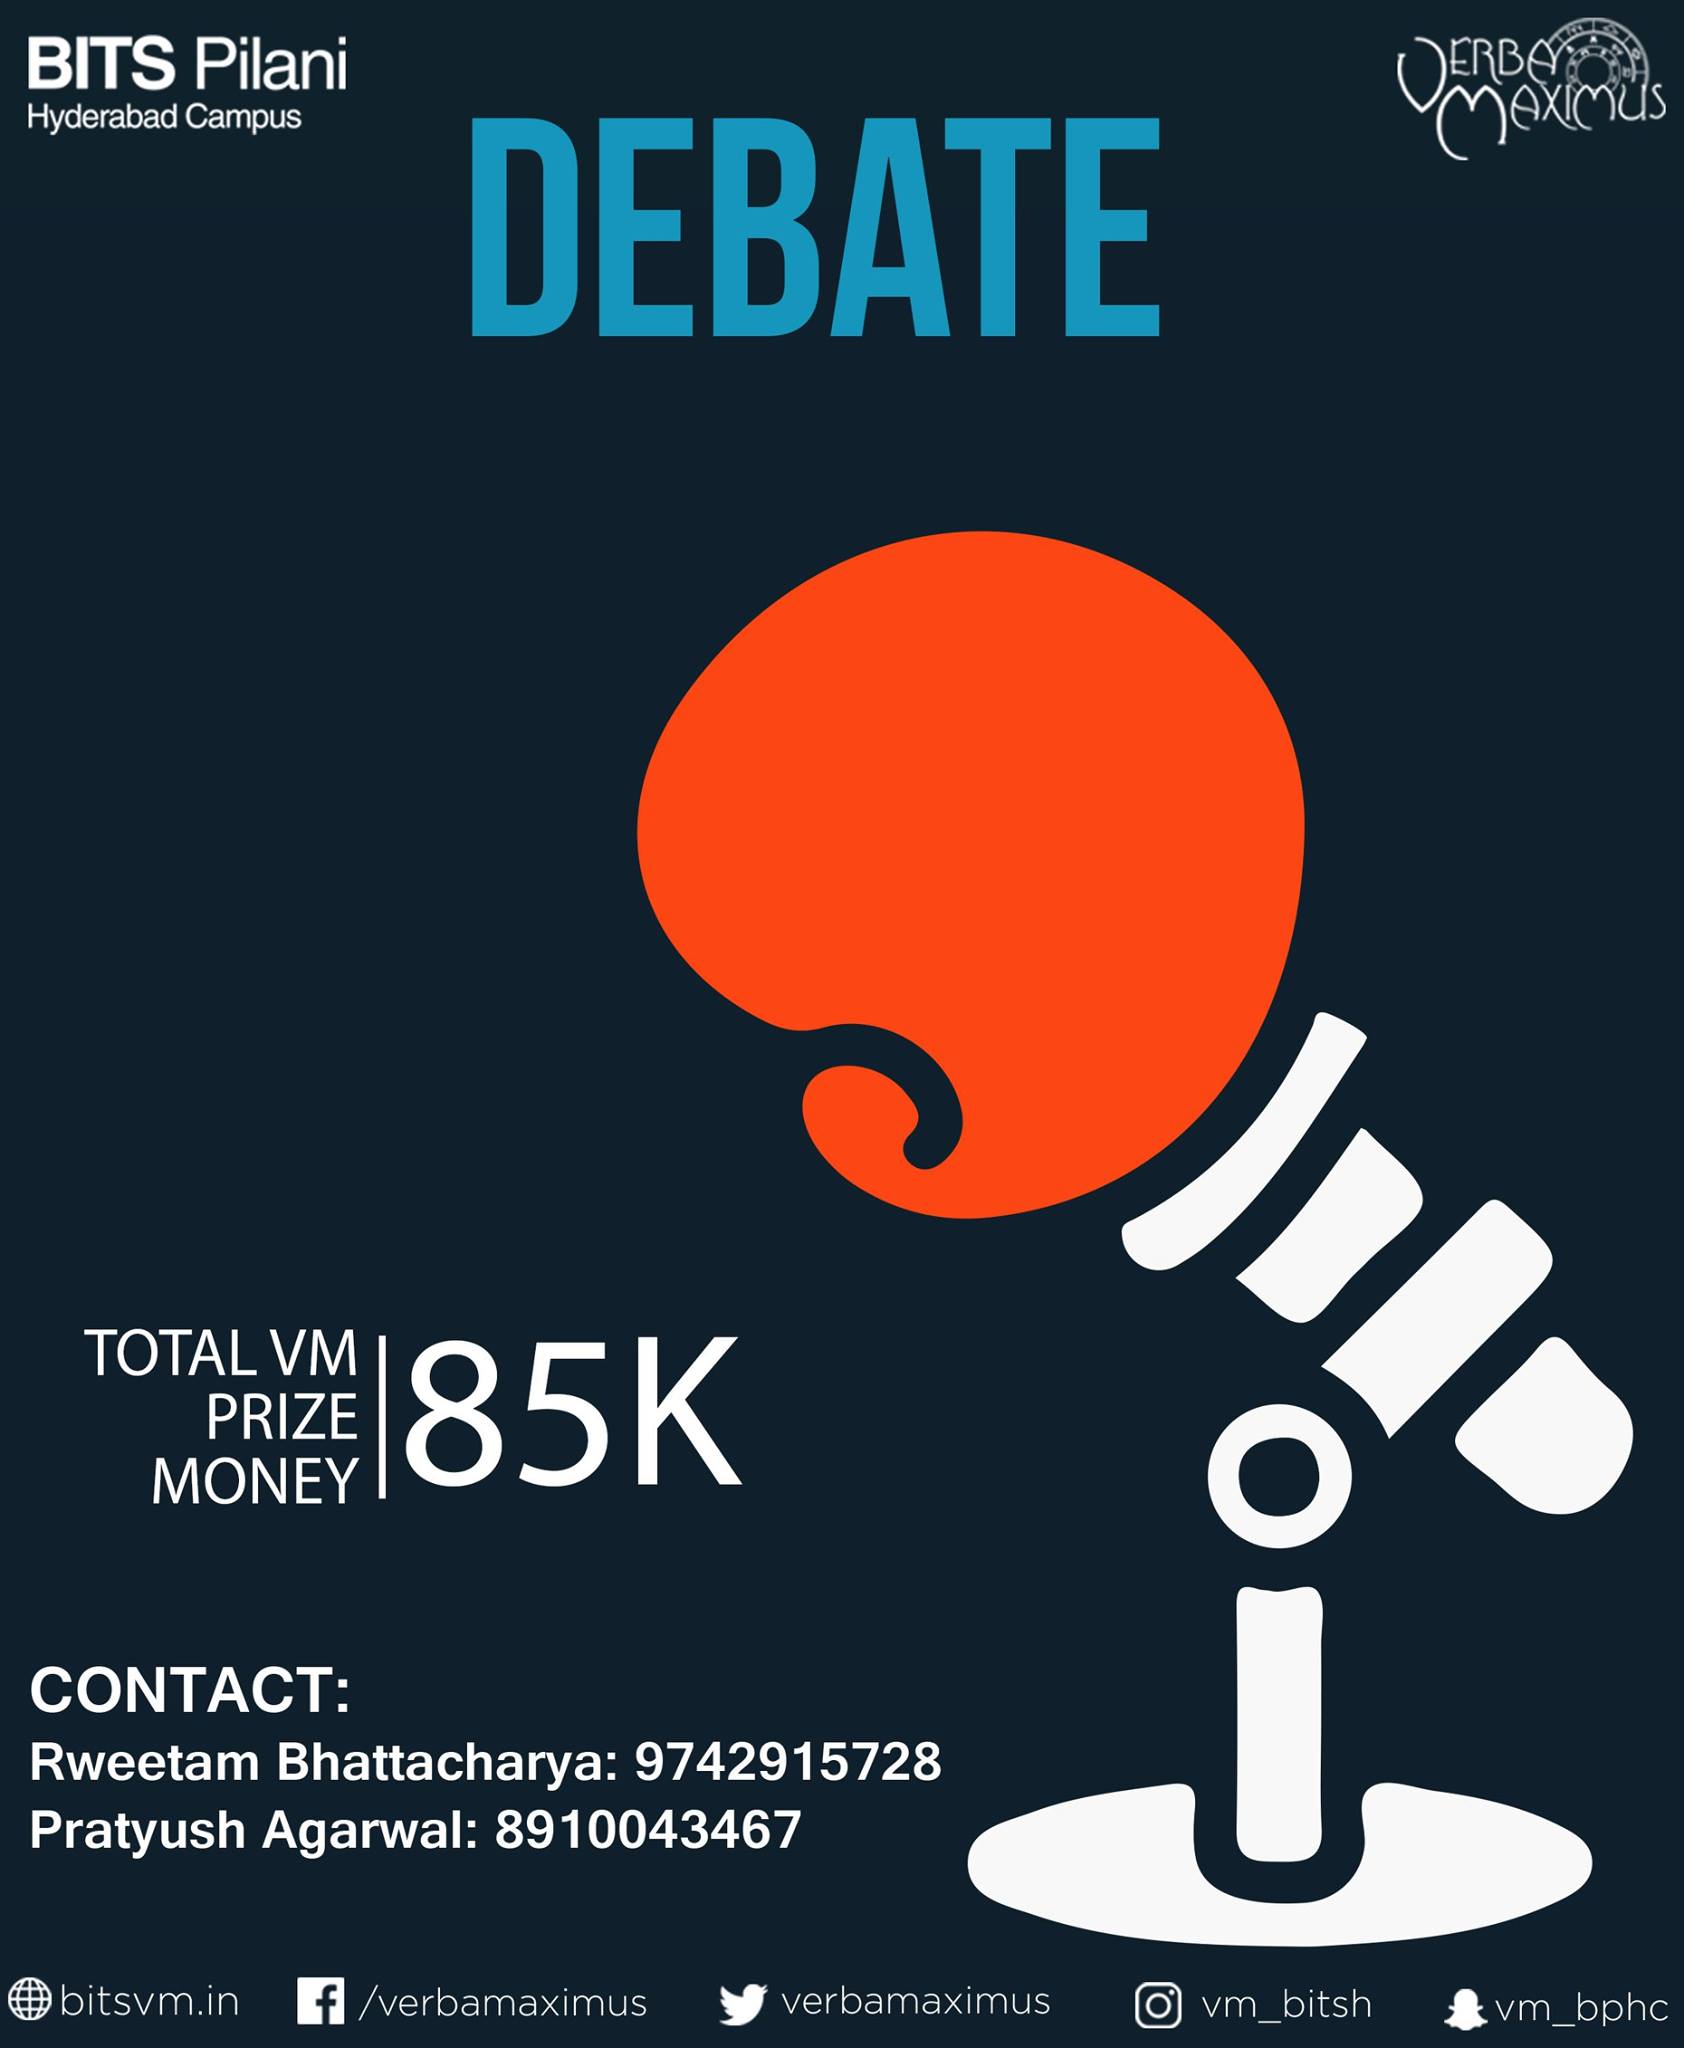 BITS Pilani
Hyderabad Campus
VERBA
MAXIMUS
DEBATE
TOTAL VM
PRIZE
MONEY
85K
CONTACT:
Rweetam Bhattacharya: 9742915728
Pratyush Agarwal: 8910043467
bitsvm.in
/verbamaximus
verbamaximus
vm_bitsh
vm_bphc